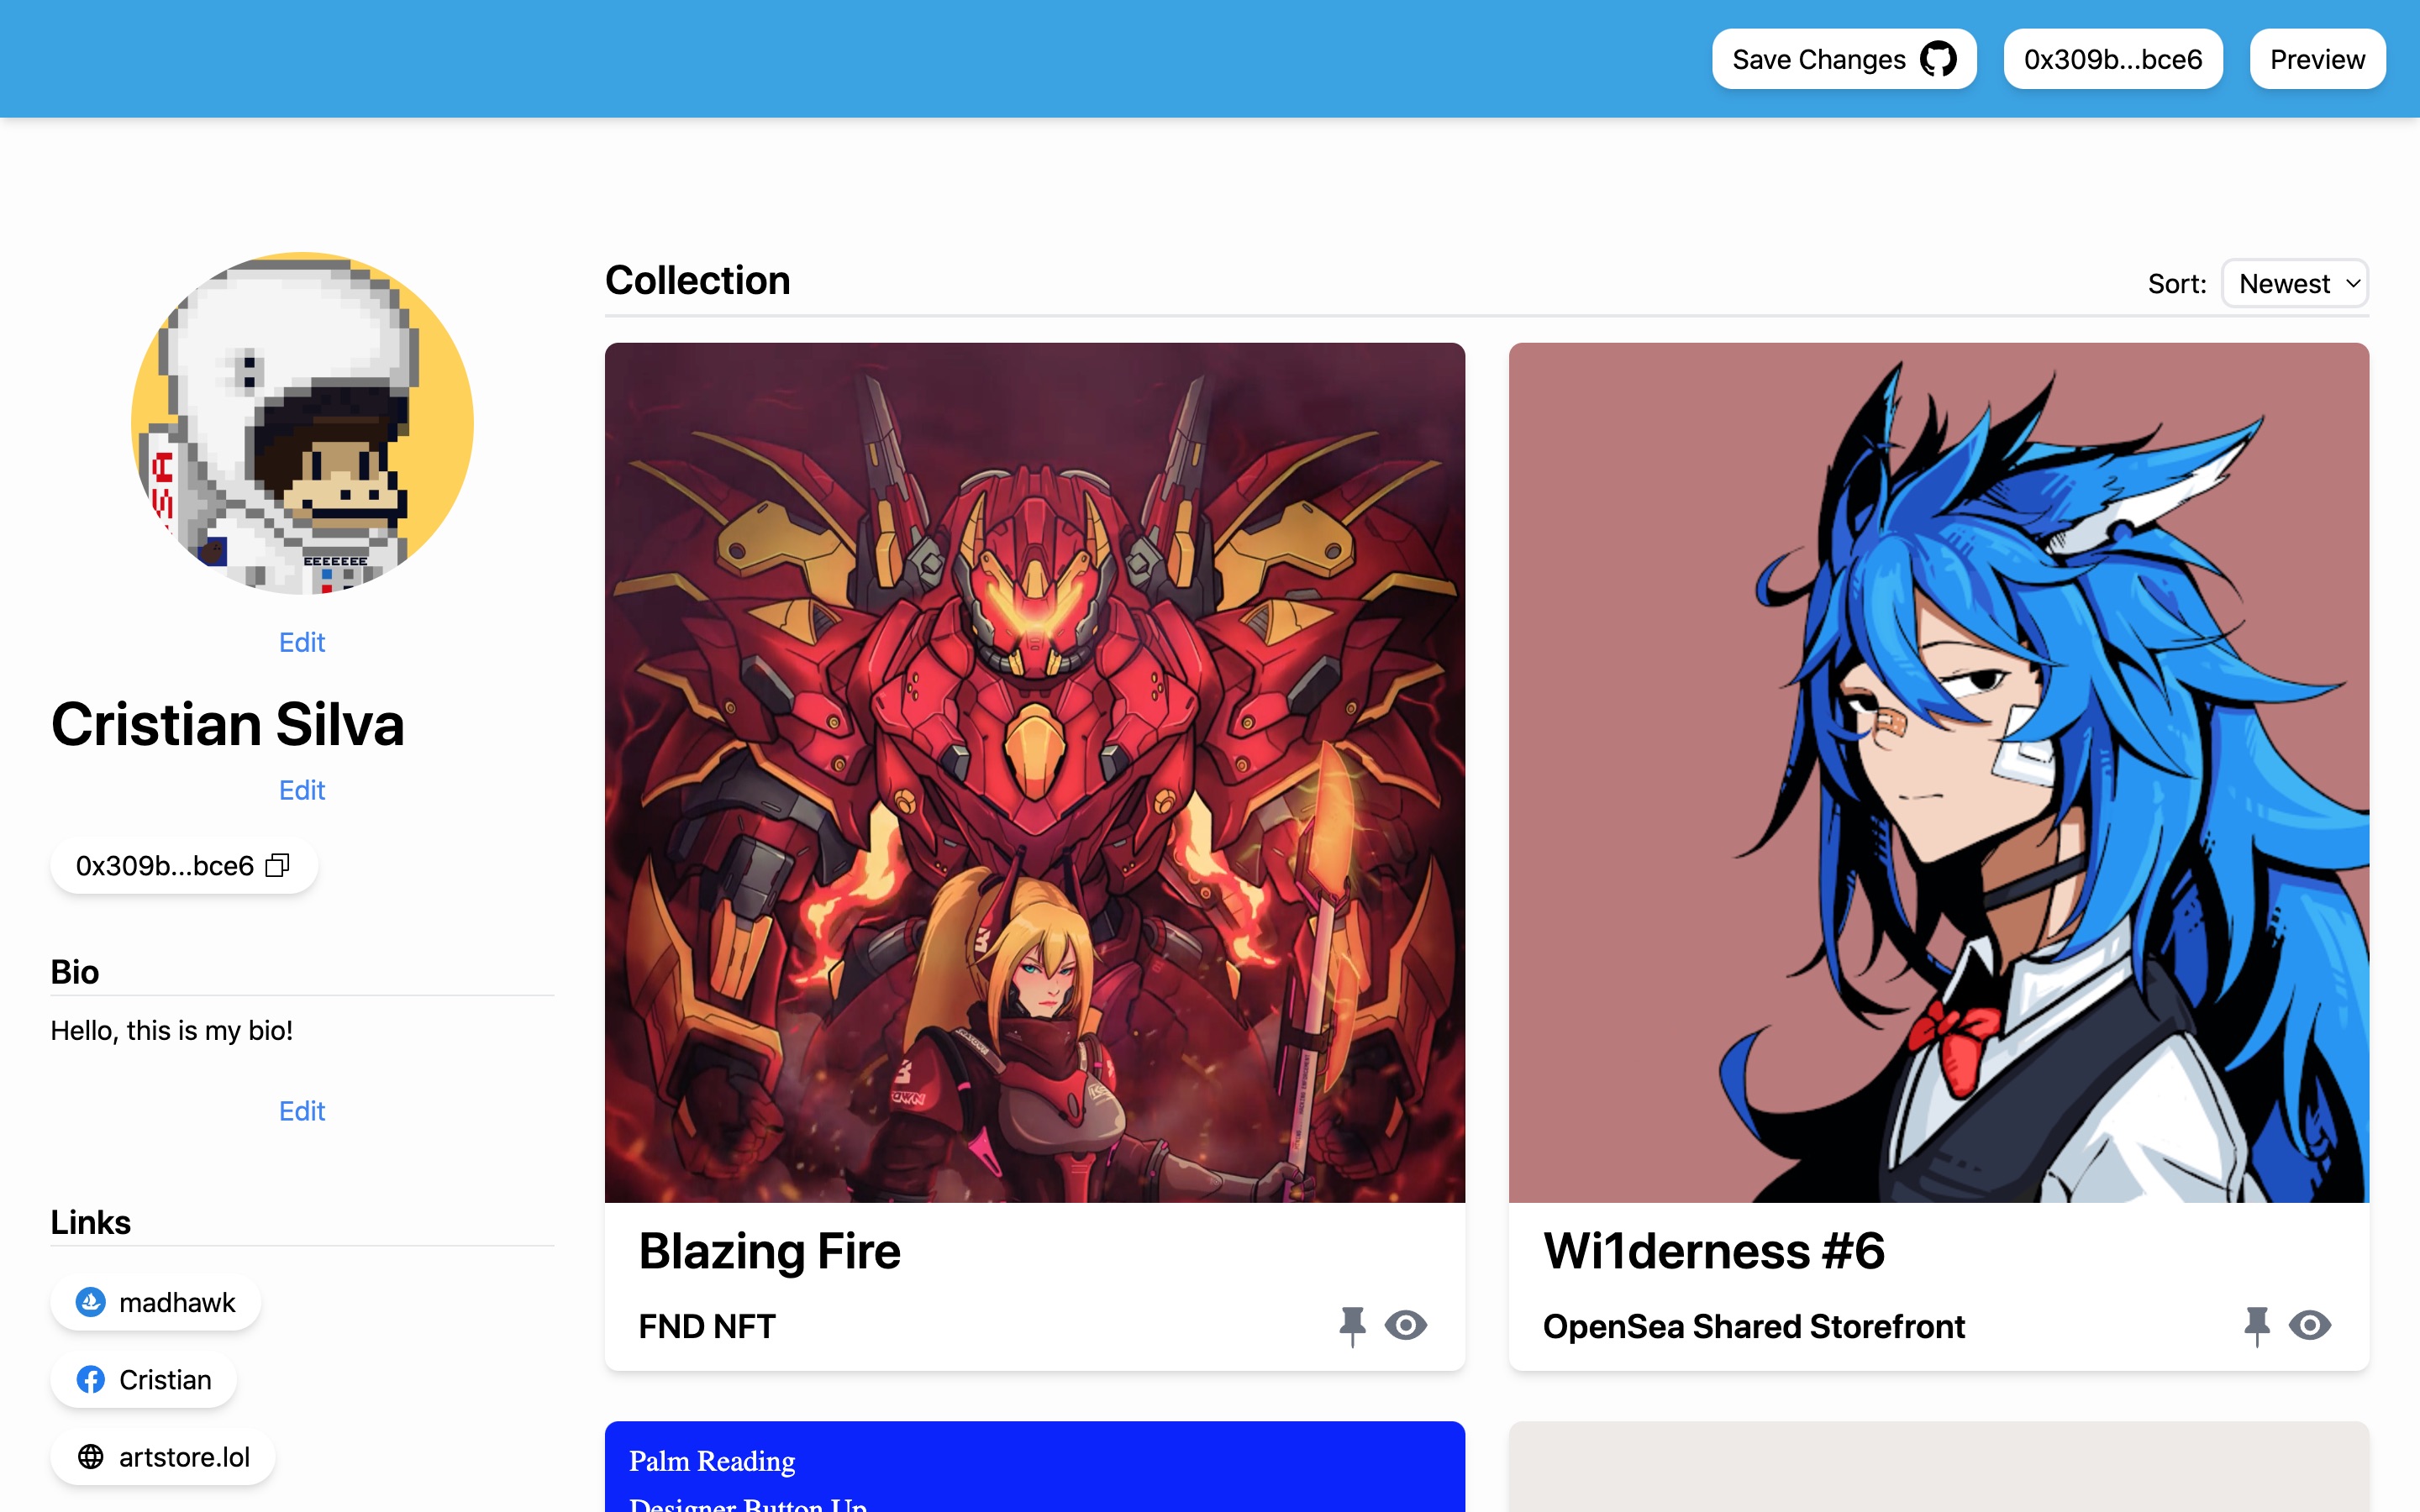 Save Changes
0x309b...bce6
Preview
Edit
Cristian Silva
Edit
0x309b...bce6
Bio
Hello, this is my bio!
Edit
Links
madhawk
Cristian
artstore.lol
Collection
Sort: Newest
EEEEEEE
Blazing Fire
FND NFT
Wi1derness #6
OpenSea Shared Storefront
Palm Reading
Designer Button Up